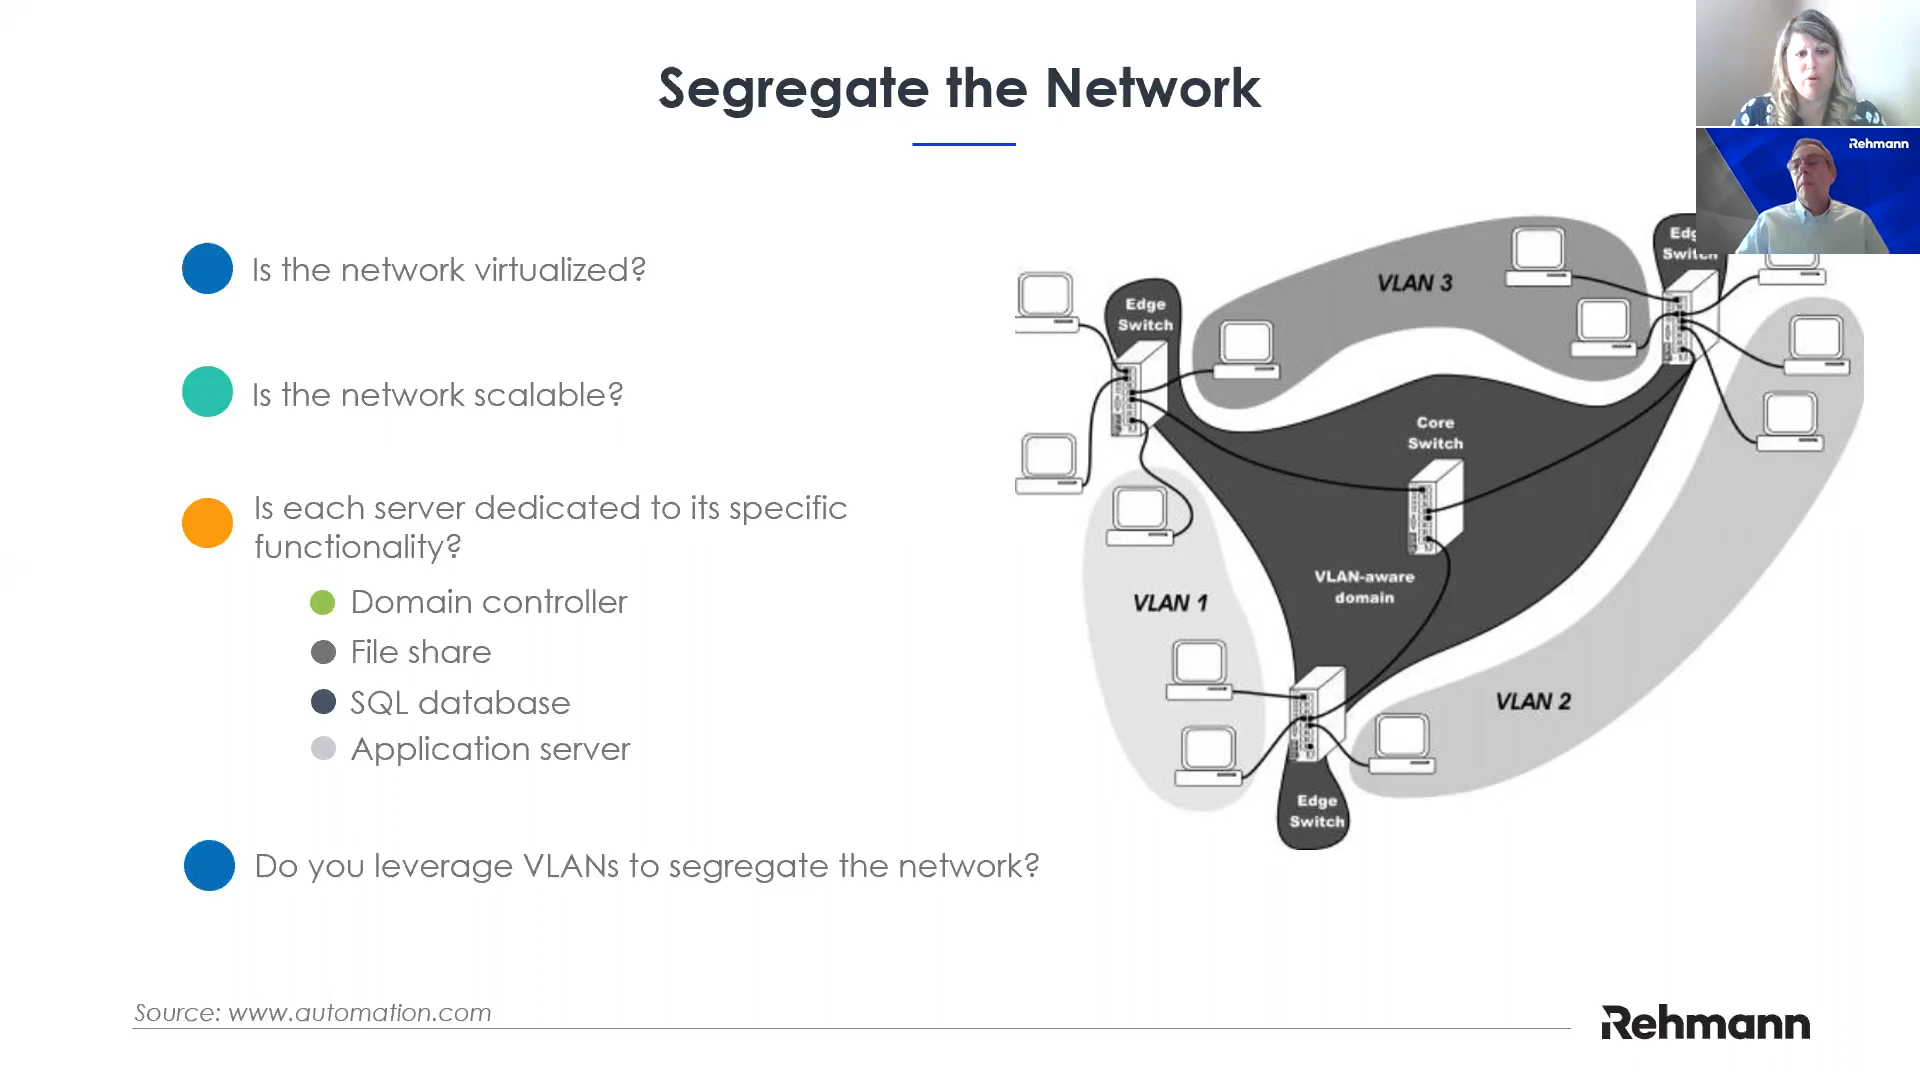 Segregate the Network
Rehmann
Is the network virtualized?
Is the network scalable?
Is each server dedicated to its specific
functionality?
Domain controller
File share
SQL database
Application server
Do you leverage VLANs to segregate the network?
Edge
Switch
VLAN 3
Switch
Core
Switch
VLAN-aware
domain
VLAN 1
VLAN 2
Edge
Switch
Source: www.automation.com
Rehmann